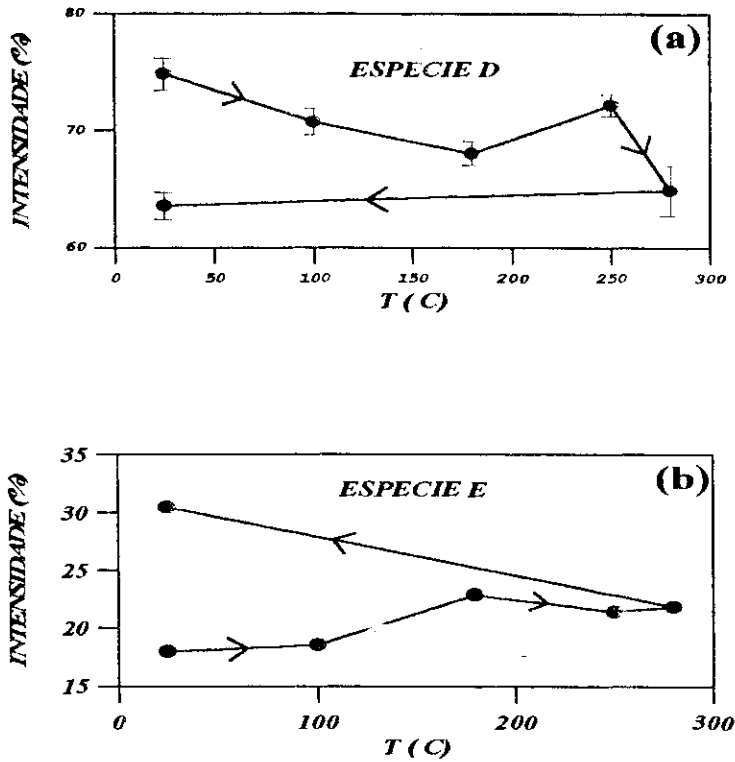 80
(a)
ESPECIE D
INTENSIDADE (%)
70
60
0 50 100 150 200 250 300
T ( C)
35
(b)
ESPECIE E
INTENSIDADE (%)
30
25
20
15
0 100 200 300
T ( C)